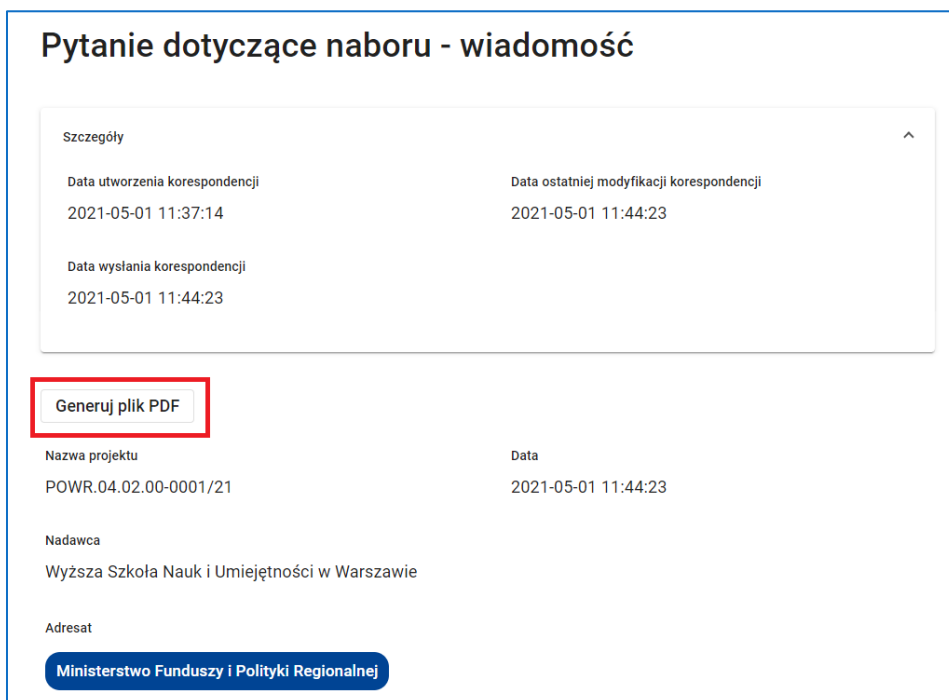 Pytanie dotyczące naboru - wiadomość
Szczegóły
Data utworzenia korespondencji
Data ostatniej modyfikacji korespondencji
2021-05-01 11:37:14
2021-05-01 11:44:23
Data wysłania korespondencji
2021-05-01 11:44:23
Generuj plik PDF
Nazwa projektu
Data
POWR.04.02.00-0001/21
2021-05-01 11:44:23
Nadawca
Wyższa Szkoła Nauk i Umiejętności w Warszawie
Adresat
Ministerstwo Funduszy i Polityki Regionalnej